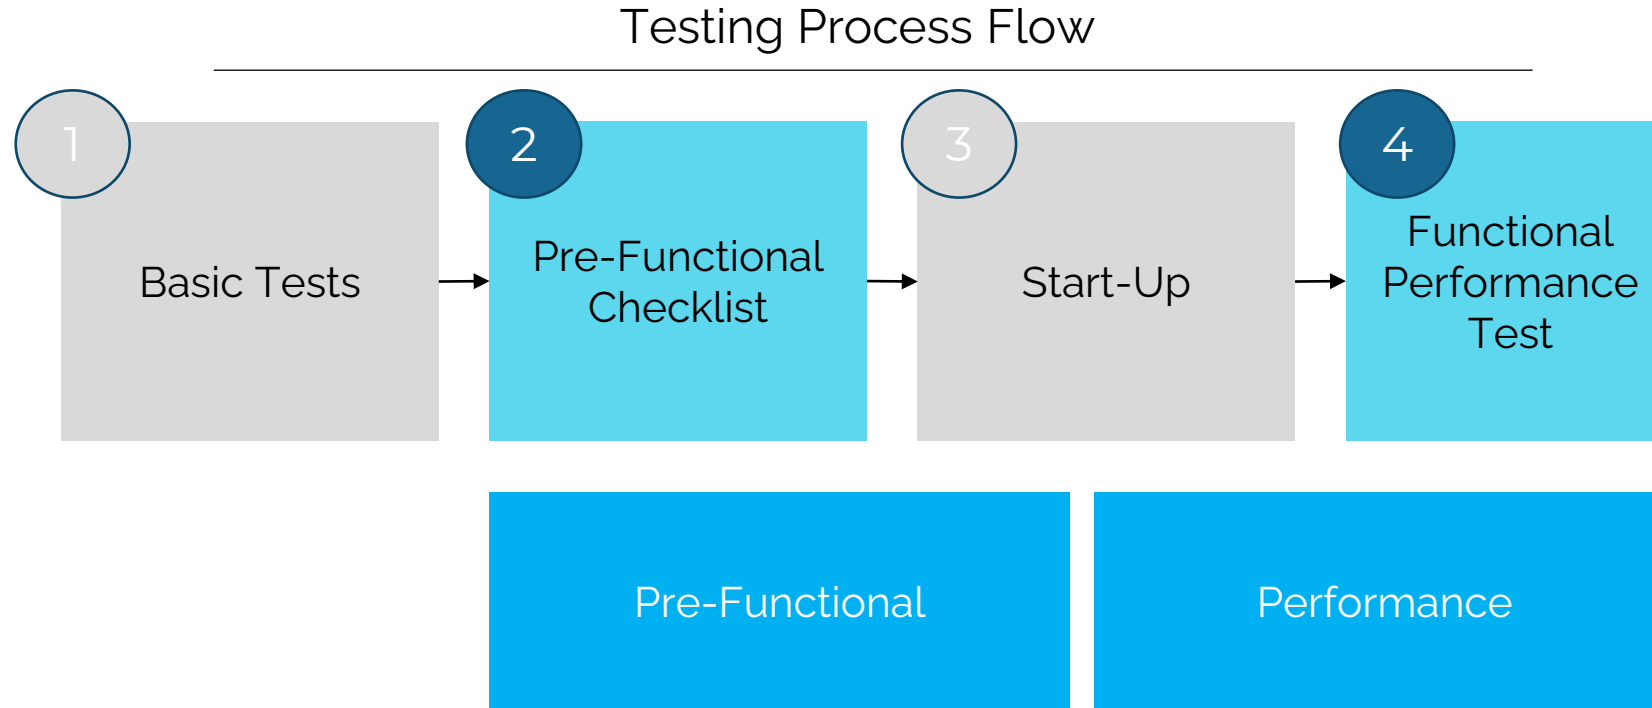 Testing Process Flow
1
2
3
4
Basic Tests
Pre-Functional
Checklist
Start-Up
Functional
Performance
Test
Pre-Functional
Performance